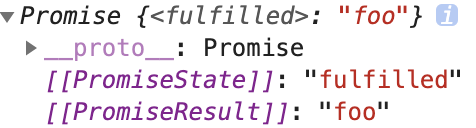 ▼Promise {<fulfilled>: "foo"} i
▶__proto__: Promise
[[PromiseState]]: "fulfilled"
[[PromiseResult]]: "foo"